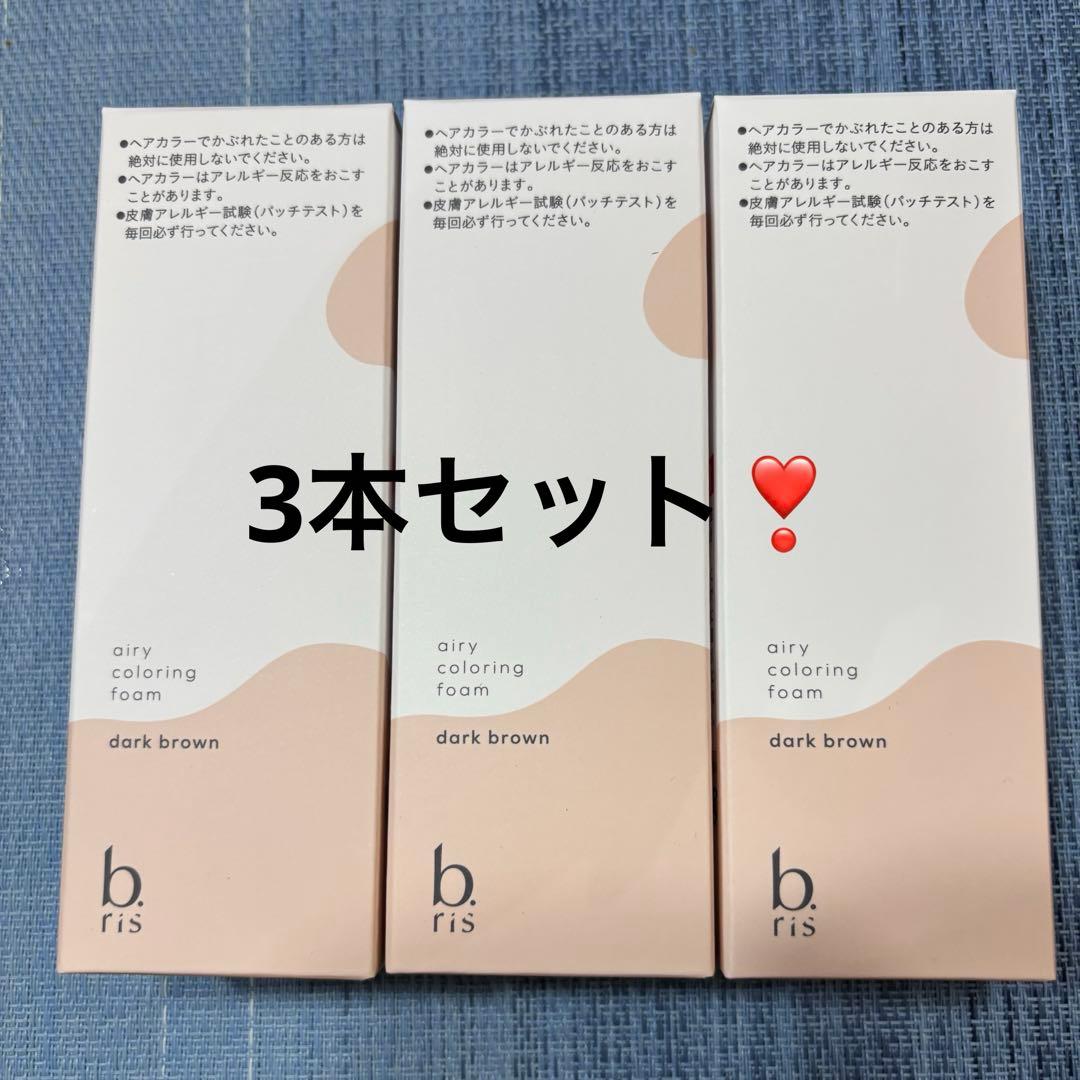 ●ヘアカラーでかぶれたことのある方は
絶対に使用しないでください。
●ヘアカラーはアレルギー反応をおこす
ことがあります。
●皮膚アレルギー試験(パッチテスト)を
毎回必ず行ってください。
●ヘアカラーでかぶれたことのある方は
絶対に使用しないでください。
●ヘアカラーはアレルギー反応をおこす
ことがあります。
●皮膚アレルギー試験(パッチテスト)を
毎回必ず行ってください。
●ヘアカラーでかぶれたことのある方は
絶対に使用しないでください。
●ヘアカラーはアレルギー反応をおこす
ことがあります。
●皮膚アレルギー試験(パッチテスト)を
毎回必ず行ってください。
3本セット❣️
airy
coloring
foam
dark brown
b.
ris
airy
coloring
foam
dark brown
b.
ris
airy
coloring
foam
dark brown
b.
ris